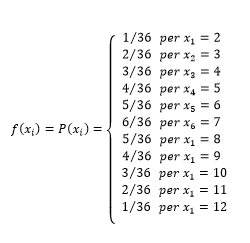 1/36 per x₁ = 2
2/36 per x₂ = 3
3/36 per x₃ = 4
4/36 per x₄ = 5
5/36 per x₅ = 6
f(xᵢ) = P(xᵢ) = 6/36 per x₆ = 7
5/36 per x₁ = 8
4/36 per x₁ = 9
3/36 per x₁ = 10
2/36 per x₁ = 11
1/36 per x₁ = 12